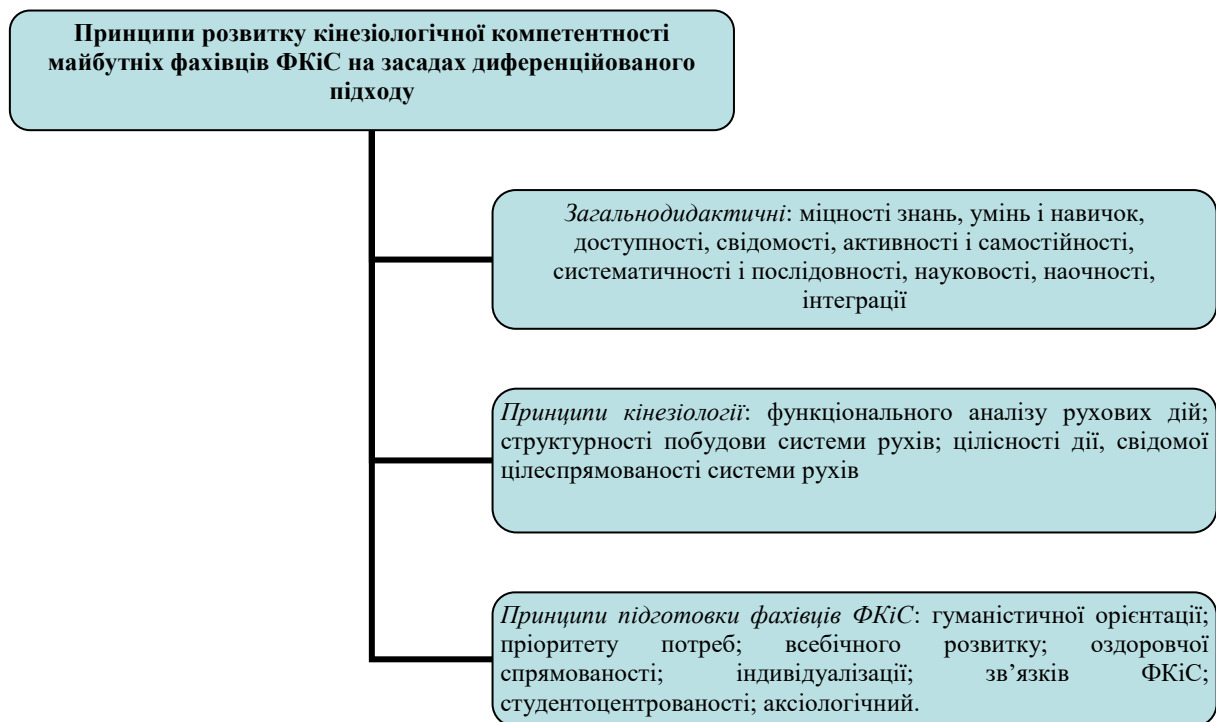 Принципи розвитку кінезіологічної компетентності
майбутніх фахівців ФКіС на засадах диференційованого
підходу
Загальнодидактичні: міцності знань, умінь і навичок,
доступності, свідомості, активності і самостійності,
систематичності і послідовності, науковості, наочності,
інтеграції
Принципи кінезіології: функціонального аналізу рухових дій;
структурності побудови системи рухів; цілісності дії, свідомої
цілеспрямованості системи рухів
Принципи підготовки фахівців ФКіС: гуманістичної орієнтації;
пріоритету потреб; всебічного розвитку; оздоровчої
спрямованості; індивідуалізації; зв’язків ФКіС;
студентоцентрованості; аксіологічний.